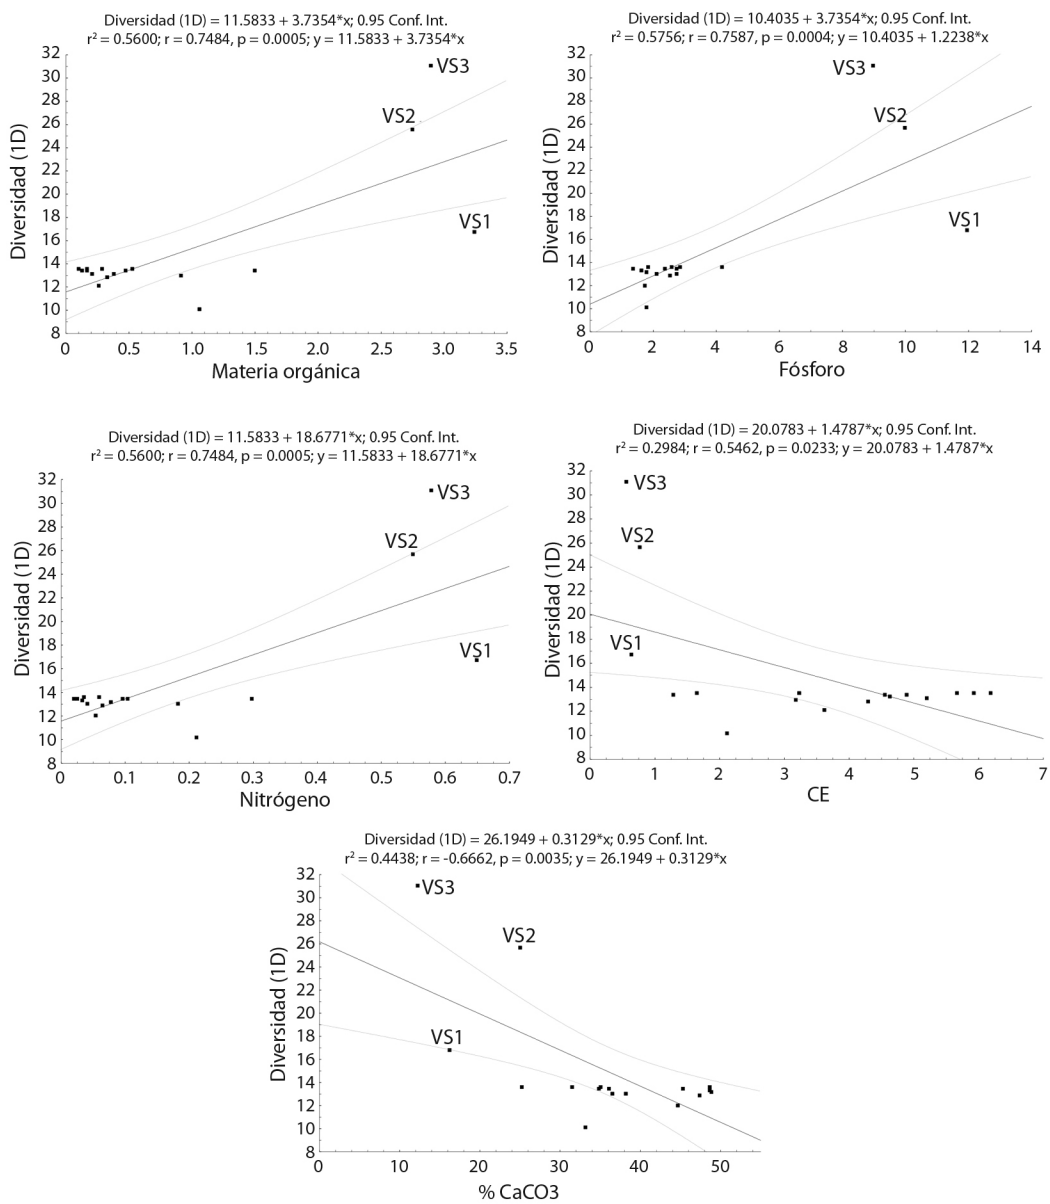 Diversidad (1D) = 11.5833 + 3.7354*x; 0.95 Conf. Int.
r² = 0.5600; r = 0.7484, p = 0.0005; y = 11.5833 + 3.7354*x
32
30
28
26
24
22
20
18
16
14
12
10
8
Diversidad (1D)
VS3
VS2
VS1
0 0.5 1.5 1.5 2.0 2.5 3.0 3.5
Materia orgánica
Diversidad (1D) = 10.4035 + 3.7354*x; 0.95 Conf. Int.
r² = 0.5756; r = 0.7587, p = 0.0004; y = 10.4035 + 1.2238*x
32
30
28
26
24
22
20
18
16
14
12
10
8
Diversidad (1D)
VS3
VS2
VS1
0 2 4 6 8 10 12 14
Fósforo
Diversidad (1D) = 11.5833 + 18.6771*x; 0.95 Conf. Int.
r² = 0.5600; r = 0.7484, p = 0.0005; y = 11.5833 + 18.6771*x
32
30
28
26
24
22
20
18
16
14
12
10
8
Diversidad (1D)
VS3
VS2
VS1
0 0.1 0.2 0.3 0.4 0.5 0.6 0.7
Nitrógeno
Diversidad (1D) = 20.0783 + 1.4787*x; 0.95 Conf. Int.
r² = 0.2984; r = 0.5462, p = 0.0233; y = 20.0783 + 1.4787*x
32
30
28
26
24
22
20
18
16
14
12
10
8
Diversidad (1D)
VS3
VS2
VS1
0 1 2 3 4 5 6 7
CE
Diversidad (1D) = 26.1949 + 0.3129*x; 0.95 Conf. Int.
r² = 0.4438; r = -0.6662, p = 0.0035; y = 26.1949 + 0.3129*x
32
30
28
26
24
22
20
18
16
14
12
10
8
Diversidad (1D)
VS3
VS2
VS1
0 10 20 30 40 50
% CaCO3